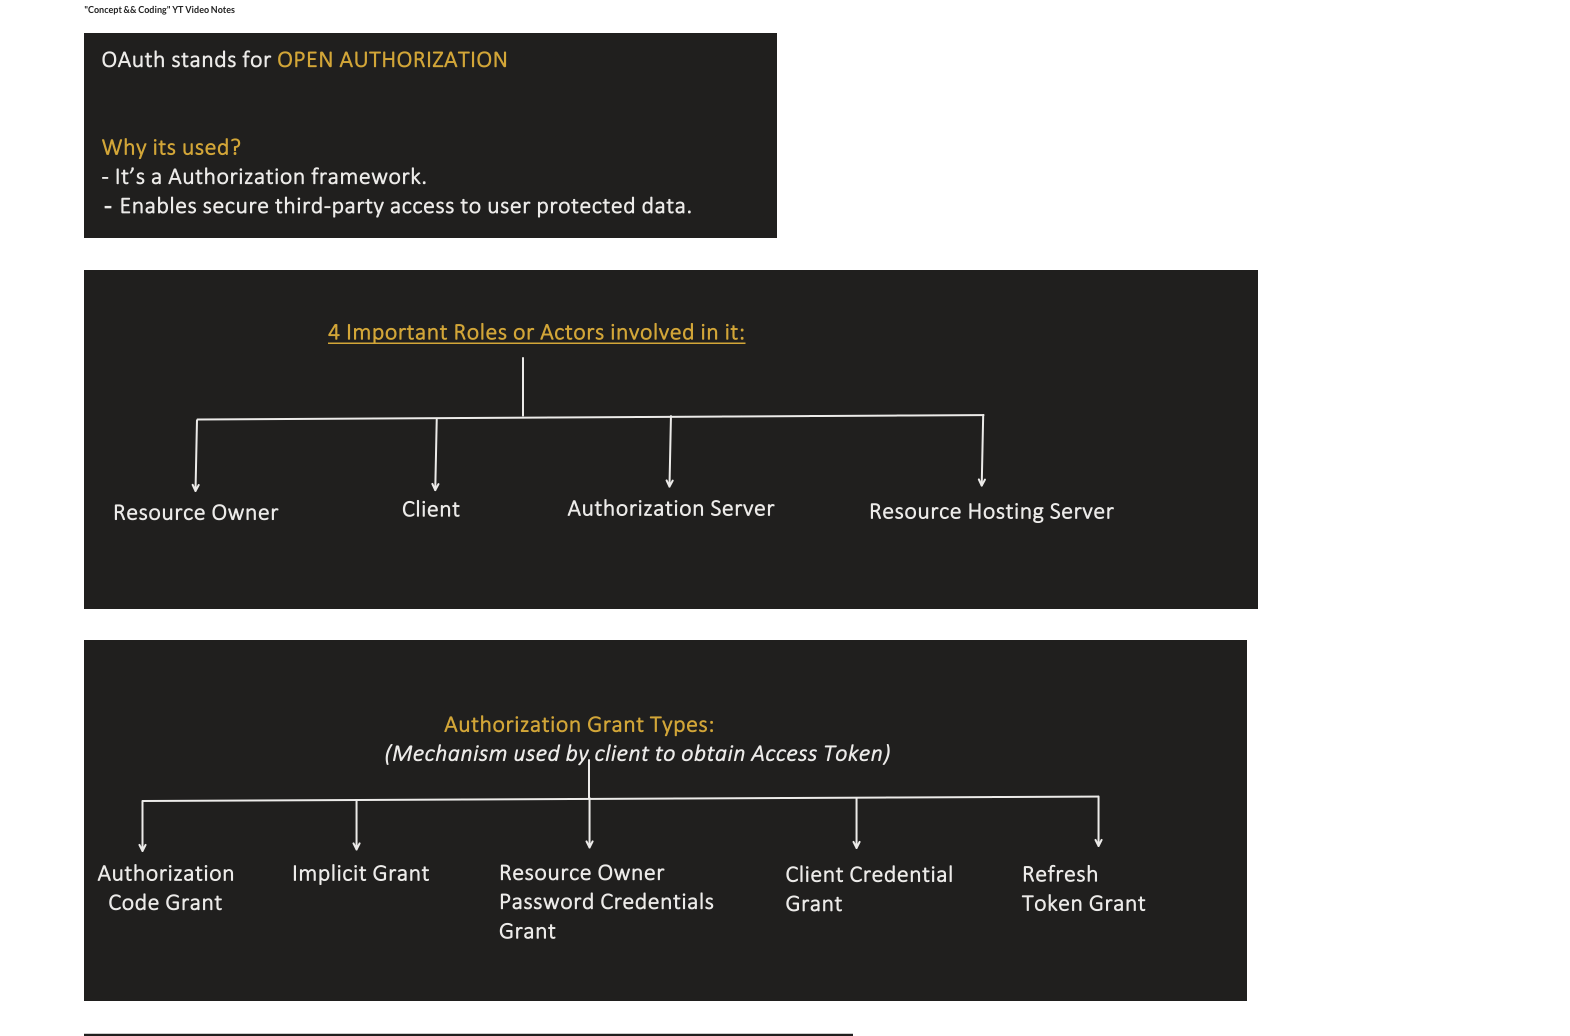 "Concept && Coding" YT Video Notes
OAuth stands for OPEN AUTHORIZATION
Why its used?
- It’s a Authorization framework.
- Enables secure third-party access to user protected data.
4 Important Roles or Actors involved in it:
Resource Owner
Client
Authorization Server
Resource Hosting Server
Authorization Grant Types:
(Mechanism used by client to obtain Access Token)
Authorization
Code Grant
Implicit Grant
Resource Owner
Password Credentials
Grant
Client Credential
Grant
Refresh
Token Grant